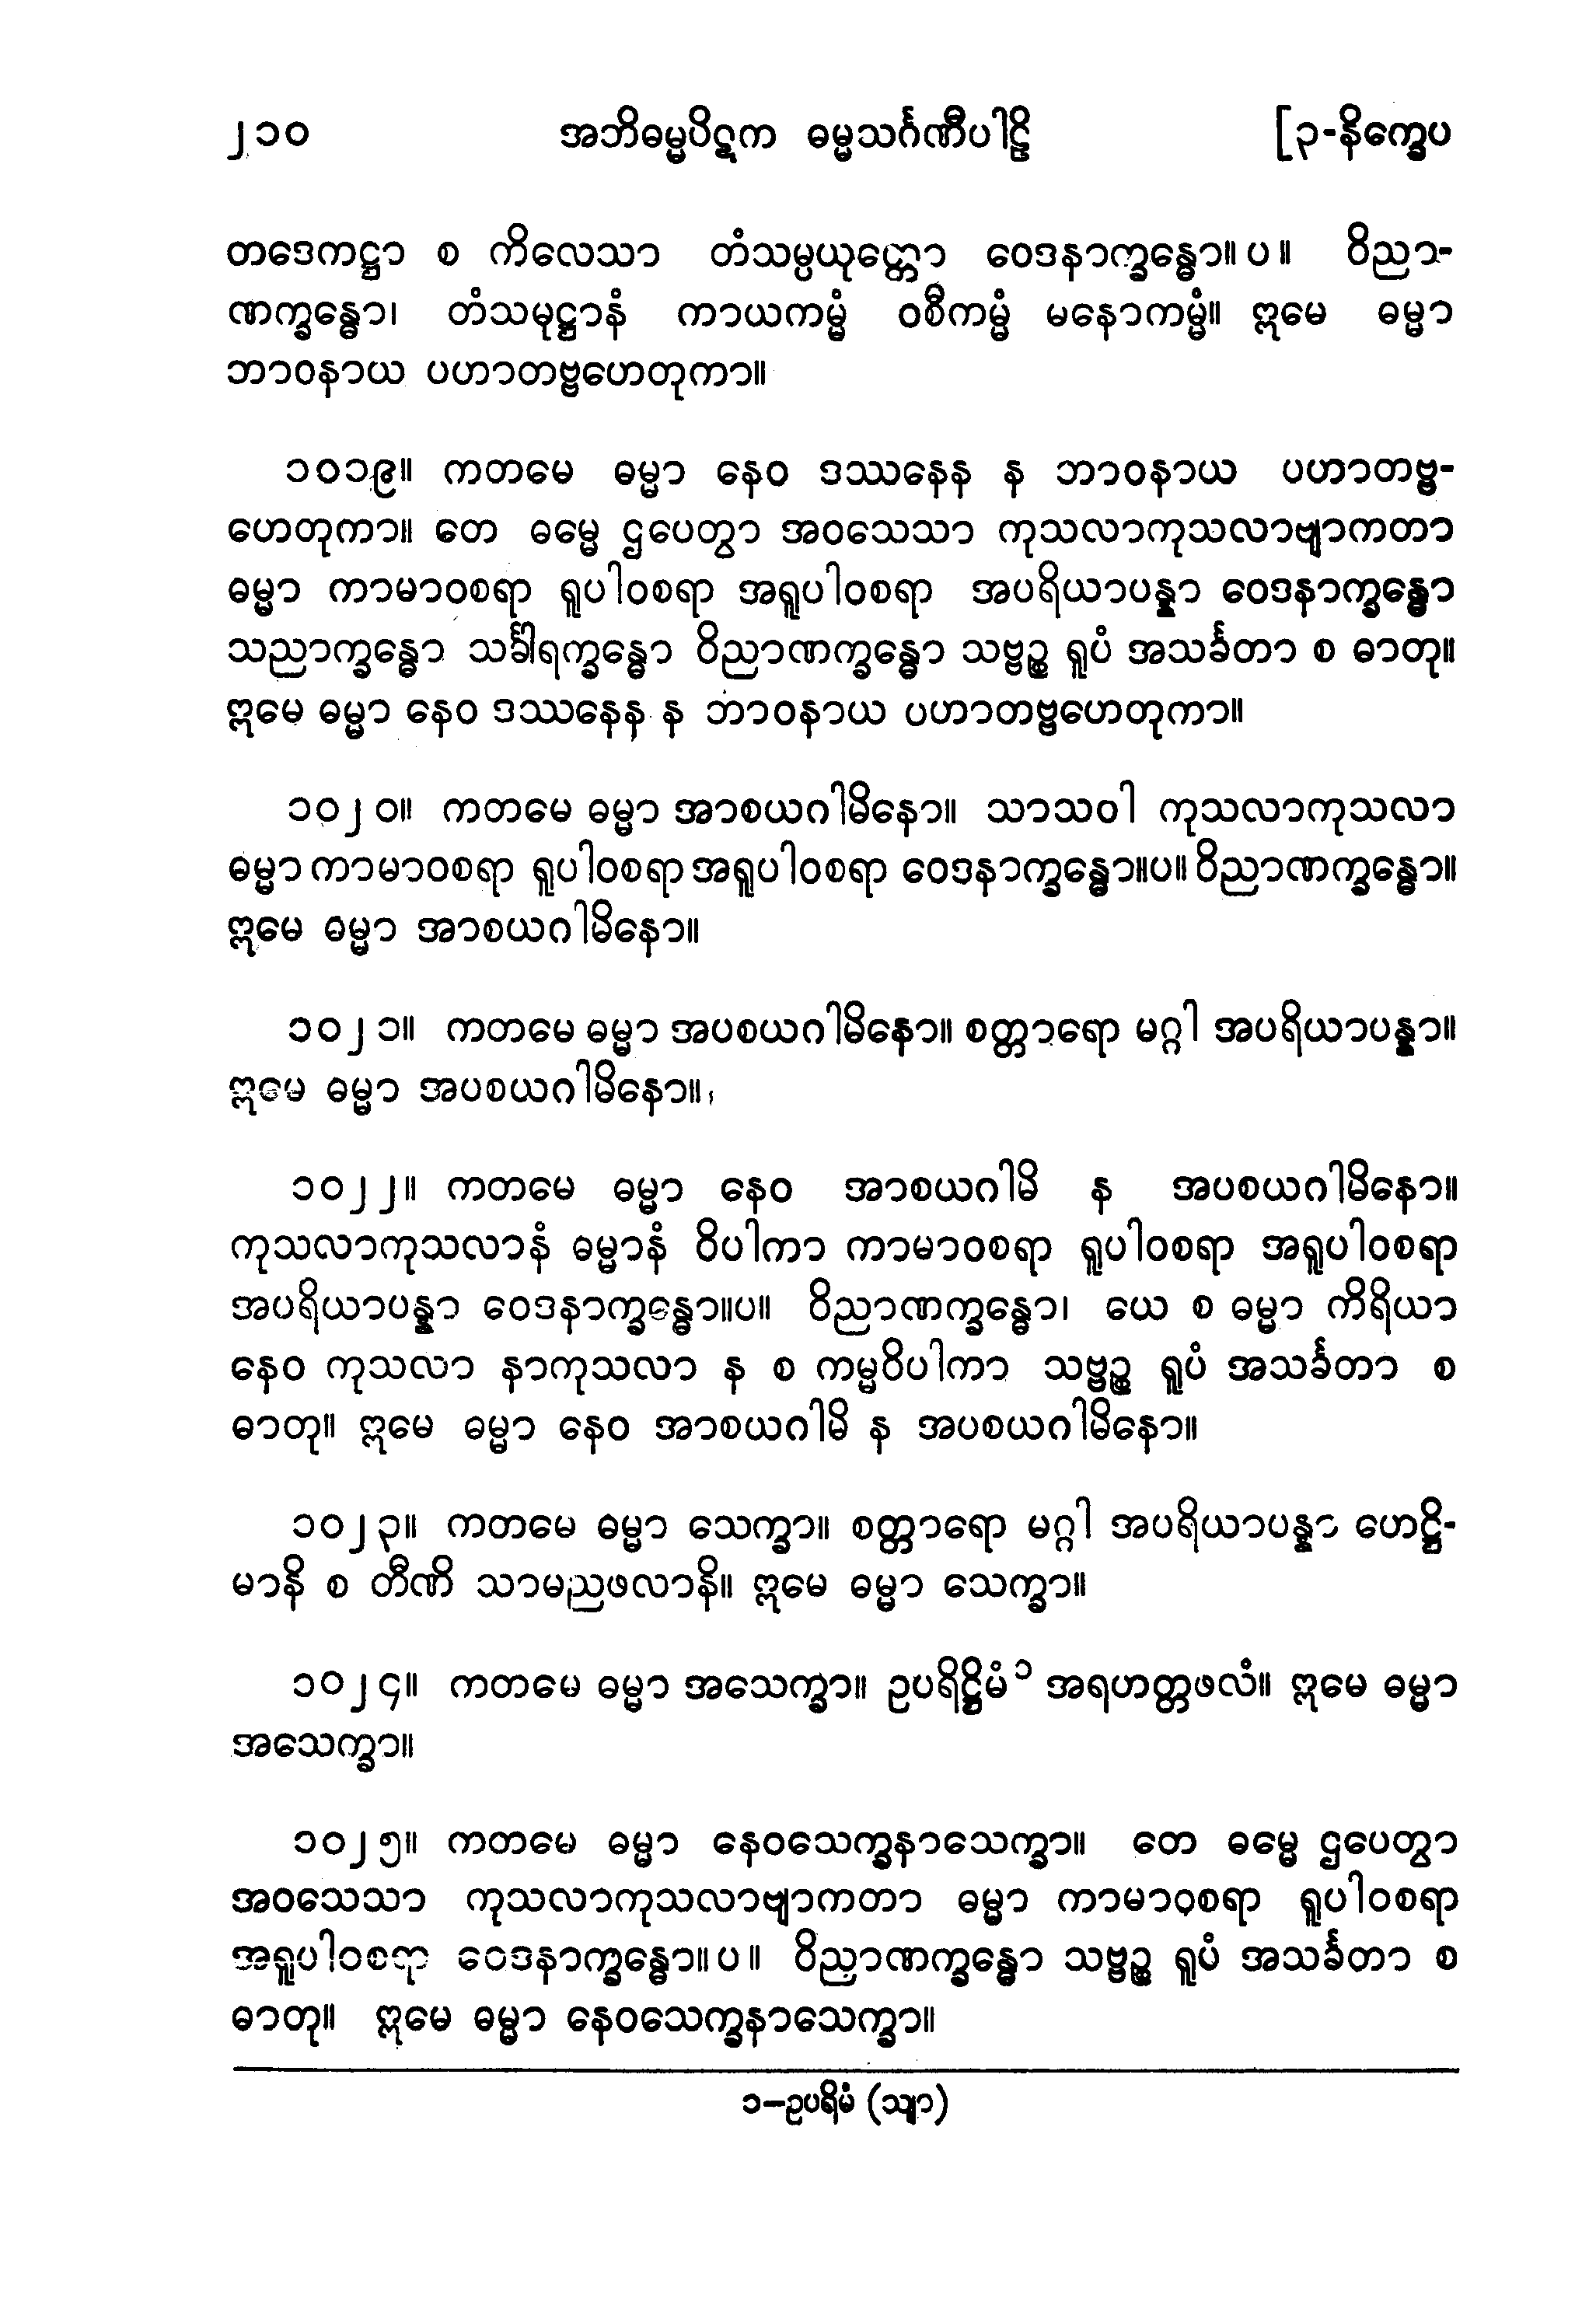 ၂၁၀ အဘိဓမ္မပိဋက ဓမ္မသင်္ဂဏီပါဠိ [၃-နိက္ခေပ
တဒေကဋ္ဌာ စ ကိလေသာ တံသမ္ပယုတ္တော ဝေဒနာက္ခန္ဓော။ ပ ။ ဝိညာ-
ဏက္ခန္ဓော၊ တံသမုဋ္ဌာနံ ကာယကမ္မံ ဝစီကမ္မံ မနောကမ္မံ။ ဣမေ ဓမ္မာ
ဘာဝနာယ ပဟာတဗ္ဗဟေတုကာ။
၁၀၁၉။ ကတမေ ဓမ္မာ နေဝ ဒဿနေန န ဘာဝနာယ ပဟာတဗ္ဗ-
ဟေတုကာ။ တေ ဓမ္မေ ဌပေတွာ အဝသေသာ ကုသလာကုသလာဗျာကတာ
ဓမ္မာ ကာမာဝစရာ ရူပါဝစရာ အရူပါဝစရာ အပရိယာပန္နာ ဝေဒနာက္ခန္ဓော
သညာက္ခန္ဓော သင်္ခါရက္ခန္ဓော ဝိညာဏက္ခန္ဓော သဗ္ဗဉ္စ ရူပံ အသင်္ခတာ စ ဓာတု။
ဣမေ ဓမ္မာ နေဝ ဒဿနေန န ဘာဝနာယ ပဟာတဗ္ဗဟေတုကာ။
၁၀၂၀။ ကတမေ ဓမ္မာ အာစယဂါမိနော။ သာသဝါ ကုသလာကုသလာ
ဓမ္မာ ကာမာဝစရာ ရူပါဝစရာ အရူပါဝစရာ ဝေဒနာက္ခန္ဓော။ပ။ ဝိညာဏက္ခန္ဓော။
ဣမေ ဓမ္မာ အာစယဂါမိနော။
၁၀၂၁။ ကတမေ ဓမ္မာ အပစယဂါမိနော။ စတ္တာရော မဂ္ဂါ အပရိယာပန္နာ။
ဣမေ ဓမ္မာ အပစယဂါမိနော။
၁၀၂၂။ ကတမေ ဓမ္မာ နေဝ အာစယဂါမိ န အပစယဂါမိနော။
ကုသလာကုသလာနံ ဓမ္မာနံ ဝိပါကာ ကာမာဝစရာ ရူပါဝစရာ အရူပါဝစရာ
အပရိယာပန္နာ ဝေဒနာက္ခန္ဓော။ပ။ ဝိညာဏက္ခန္ဓော၊ ယေ စ ဓမ္မာ ကိရိယာ
နေဝ ကုသလာ နာကုသလာ န စ ကမ္မဝိပါကာ သဗ္ဗဉ္စ ရူပံ အသင်္ခတာ စ
ဓာတု။ ဣမေ ဓမ္မာ နေဝ အာစယဂါမိ န အပစယဂါမိနော။
၁၀၂၃။ ကတမေ ဓမ္မာ သေက္ခာ။ စတ္တာရော မဂ္ဂါ အပရိယာပန္နာ ဟေဋ္ဌိ-
မာနိ စ တီဏိ သာမညဖလာနိ။ ဣမေ ဓမ္မာ သေက္ခာ။
၁၀၂၄။ ကတမေ ဓမ္မာ အသေက္ခာ။ ဥပရိဋ္ဌိမံ ၁ အရဟတ္တဖလံ။ ဣမေ ဓမ္မာ
အသေက္ခာ။
၁၀၂၅။ ကတမေ ဓမ္မာ နေဝသေက္ခနာသေက္ခာ။ တေ ဓမ္မေ ဌပေတွာ
အဝသေသာ ကုသလာကုသလာဗျာကတာ ဓမ္မာ ကာမာဝစရာ ရူပါဝစရာ
အရူပါဝစရာ ဝေဒနာက္ခန္ဓော။ ပ ။ ဝိညာဏက္ခန္ဓော သဗ္ဗဉ္စ ရူပံ အသင်္ခတာ စ
ဓာတု။ ဣမေ ဓမ္မာ နေဝသေက္ခနာသေက္ခာ။
၁–ဥပရိမံ (သျာ)